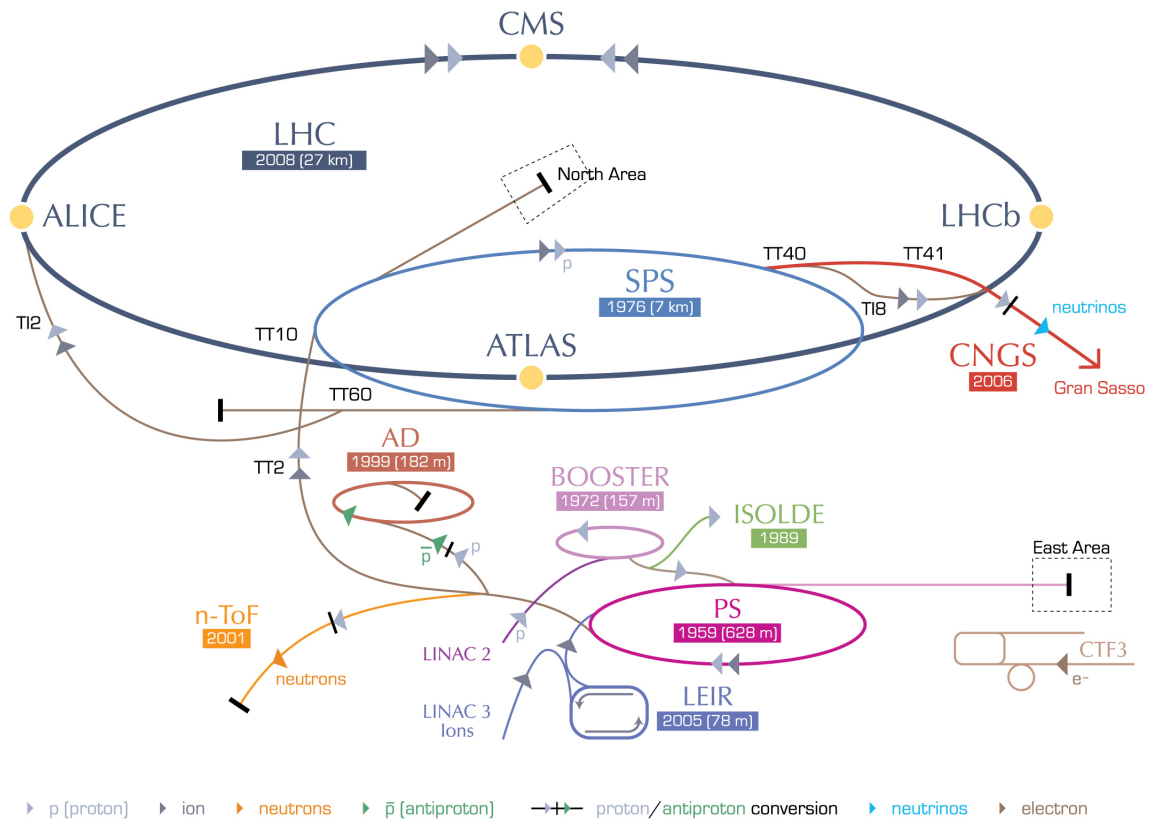 CMS
LHC
2008 (27 km)
North Area
ALICE
LHCb
TT40
TT41
SPS
1976 (7 km)
p
TI8
neutrinos
TI2
TT10
ATLAS
CNGS
2006
Gran Sasso
TT60
AD
1999 (182 m)
TT2
BOOSTER
1972 (157 m)
ISOLDE
1989
p̅
p
East Area
n-ToF
2001
neutrons
p
LINAC 2
PS
1959 (628 m)
CTF3
e-
LINAC 3
Ions
LEIR
2005 (78 m)
p (proton)
ion
neutrons
p̅ (antiproton)
proton/antiproton conversion
neutrinos
electron